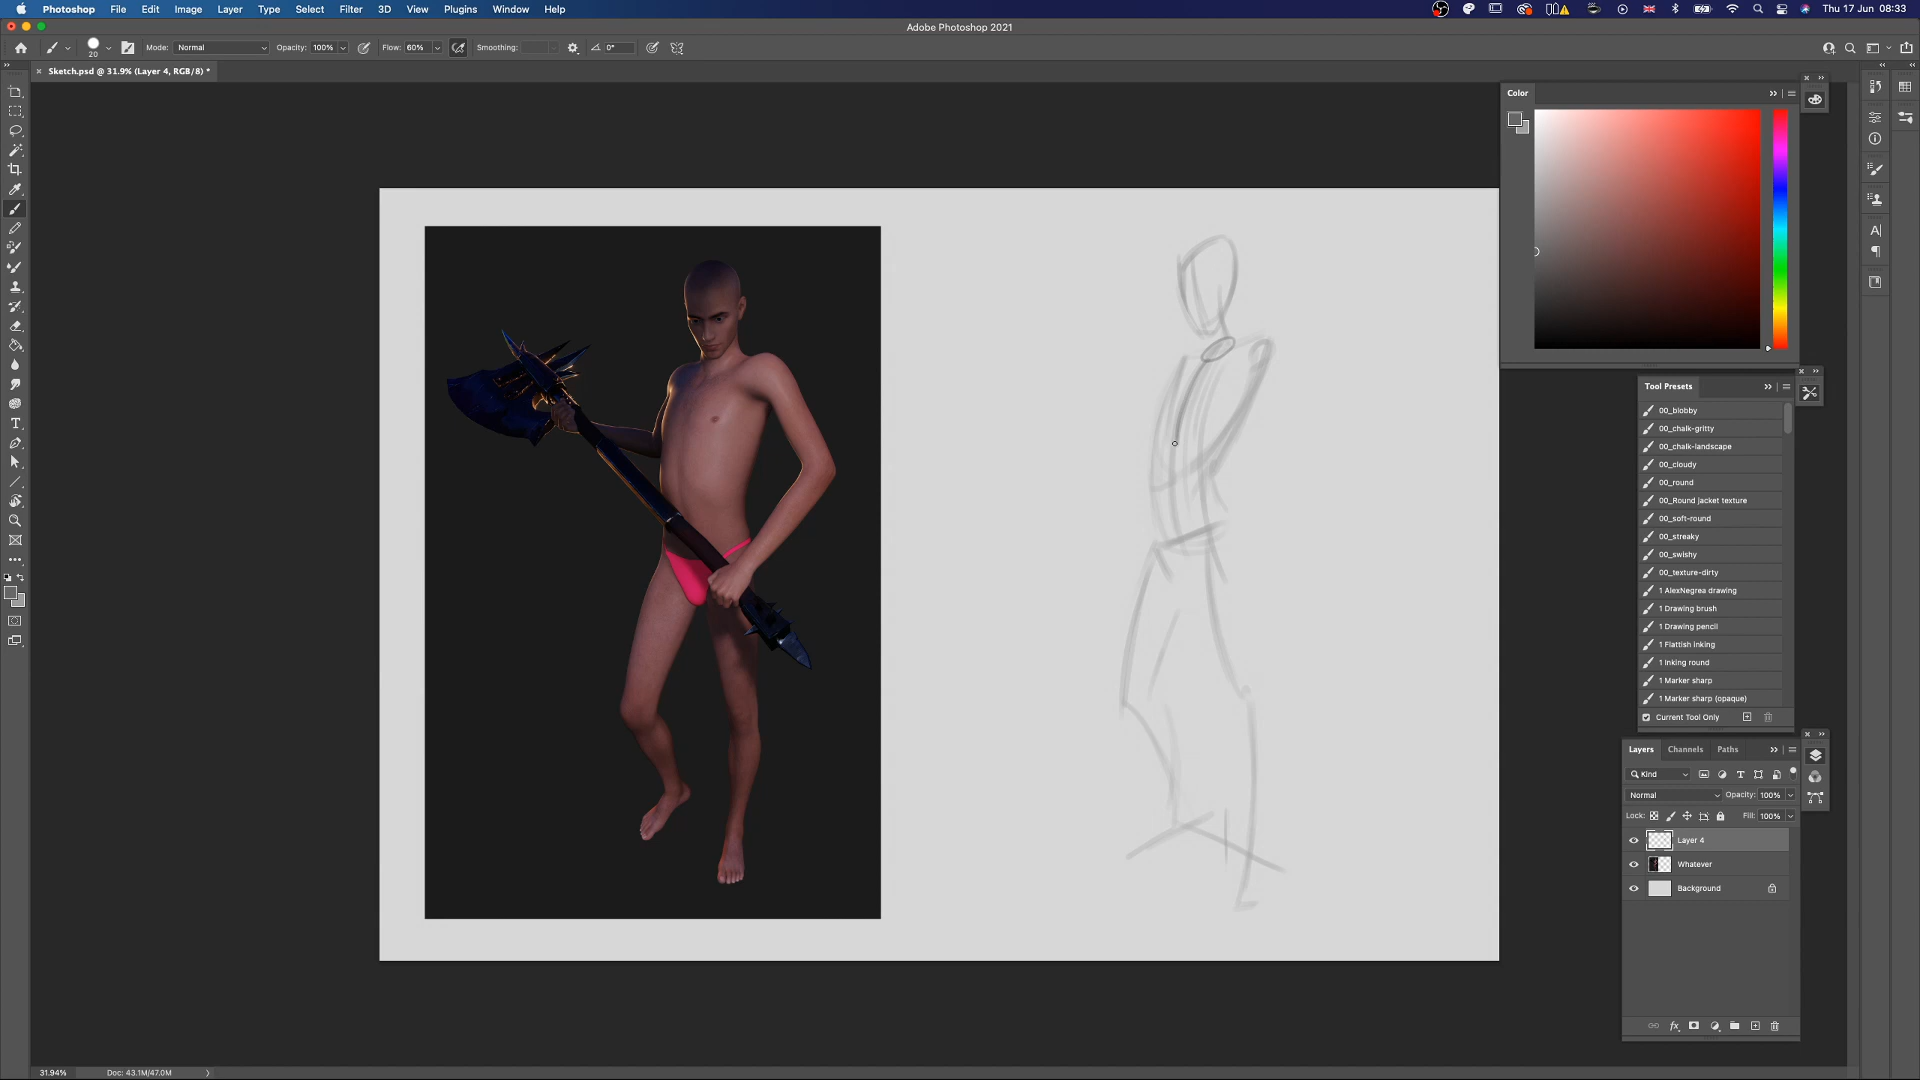 Photoshop File Edit Image Layer Type Select Filter 3D View Plugins Window Help Thu 17 Jun 08:33
Adobe Photoshop 2021
20 Mode: Normal Opacity: 100% Flow: 60% Smoothing: 0°
Sketch.psd @ 31.9% (Layer 4, RGB/8) *
Color
Tool Presets
00_blobby
00_chalk-gritty
00_chalk-landscape
00_cloudy
00_round
00_Round jacket texture
00_soft-round
00_streaky
00_swishy
00_texture-dirty
1 AlexNegrea drawing
1 Drawing brush
1 Drawing pencil
1 Flattish inking
1 Inking round
1 Marker sharp
1 Marker sharp (opaque)
Current Tool Only
Layers Channels Paths
Kind
Normal Opacity: 100%
Lock: Fill: 100%
Layer 4
Whatever
Background
31.94% Doc: 43.1M/47.0M